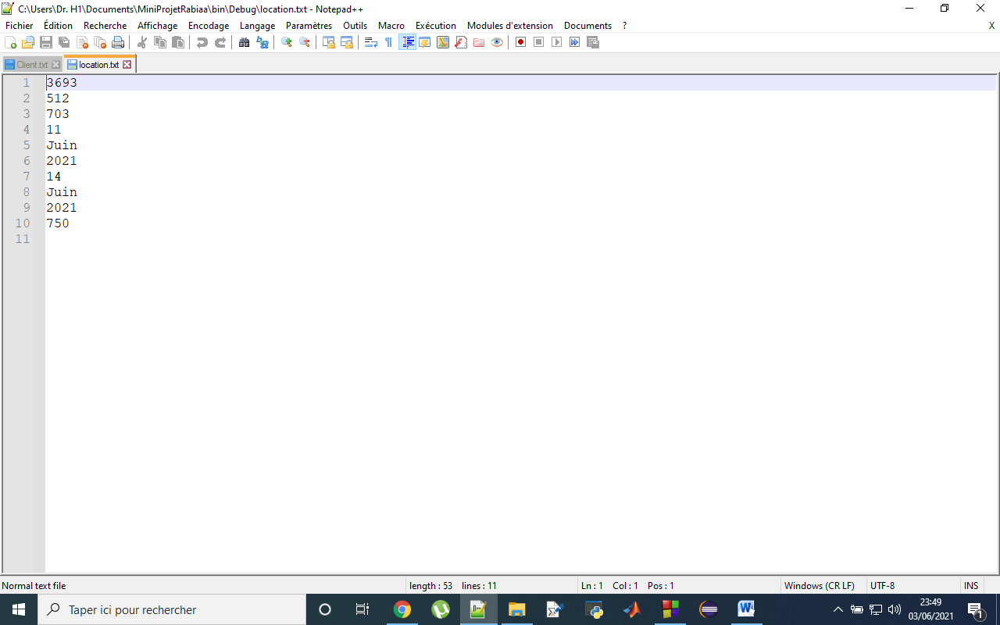 C:\Users\Dr. H1\Documents\MiniProjetRabiaa\bin\Debug\location.txt - Notepad++
Fichier Édition Recherche Affichage Encodage Langage Paramètres Outils Macro Exécution Modules d'extension Documents ? X
Client.txt location.txt
1 3693
2 512
3 703
4 11
5 Juin
6 2021
7 14
8 Juin
9 2021
10 750
11
Normal text file length : 53 lines : 11 Ln : 1 Col : 1 Pos : 1 Windows (CR LF) UTF-8 INS
Taper ici pour rechercher
23:49
03/06/2021
1